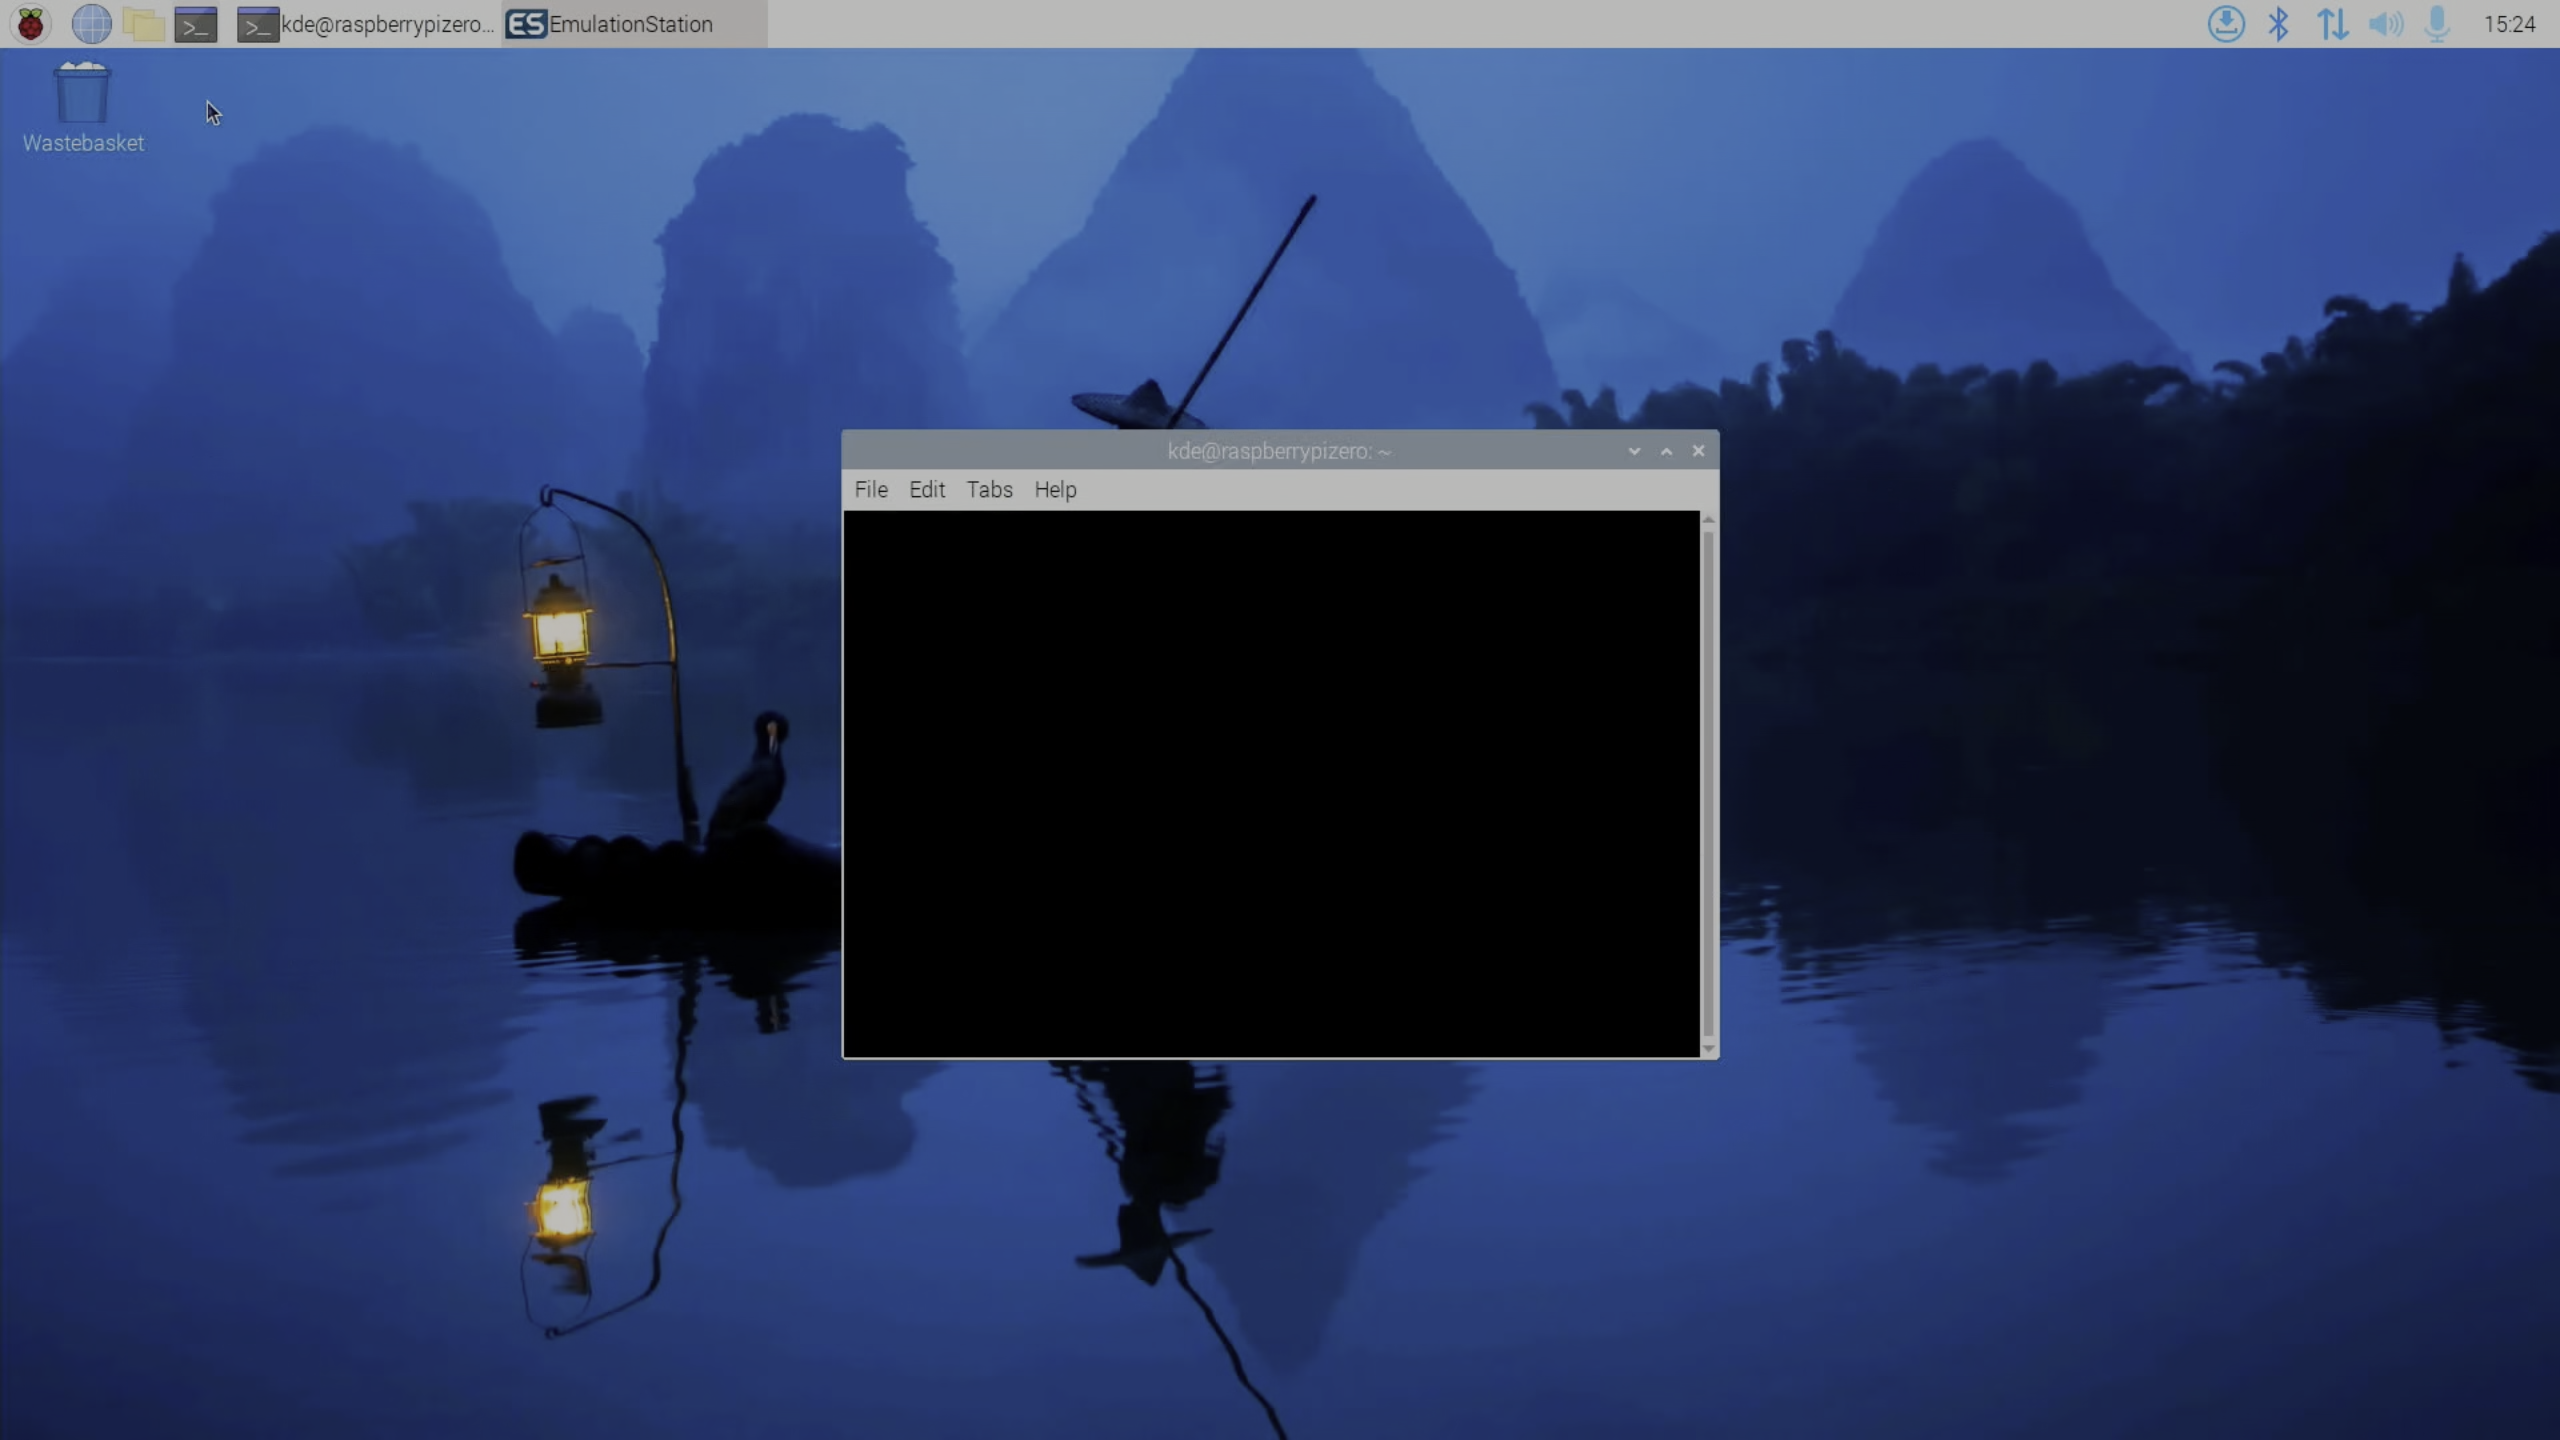 kde@raspberrypizero...
ES EmulationStation
15:24
Wastebasket
kde@raspberrypizero: ~
File Edit Tabs Help